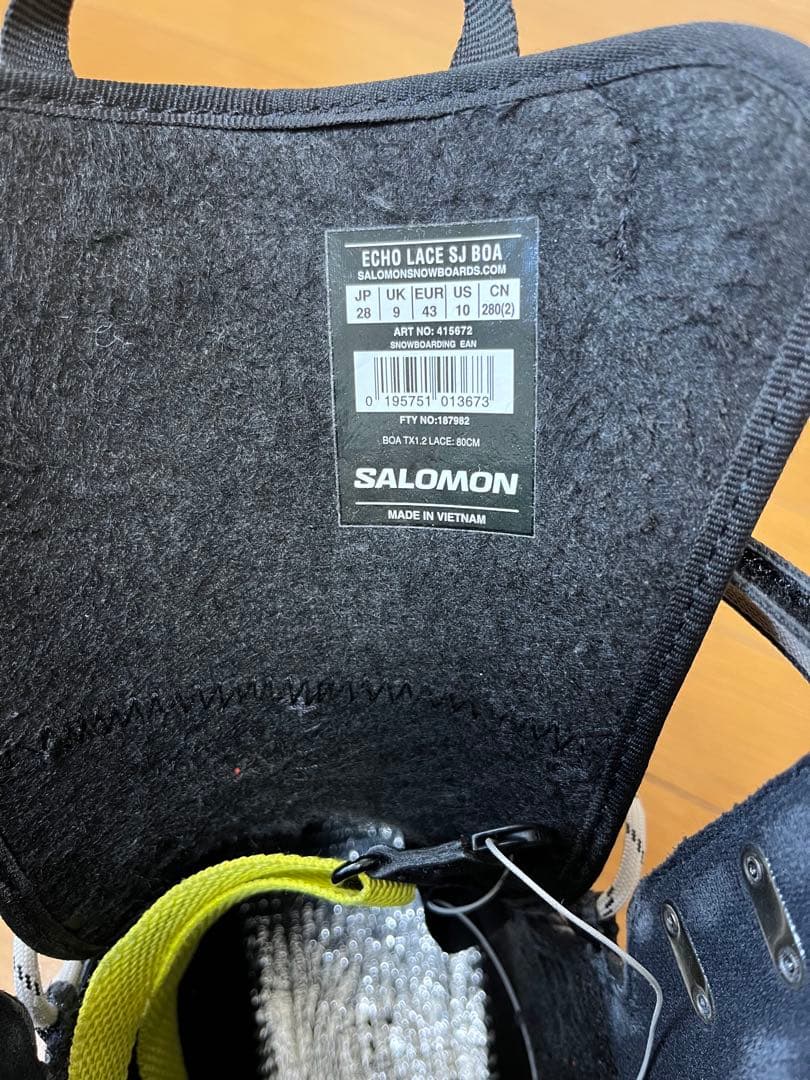 ECHO LACE SJ BOA
SALOMONSNOWBOARDS.COM
JP UK EUR US CN
28 9 43 10 280(2)
ART NO: 415672
SNOWBOARDING EAN
0 195751 013673
FTY NO:187982
BOA TX1.2 LACE: 80CM
SALOMON
MADE IN VIETNAM